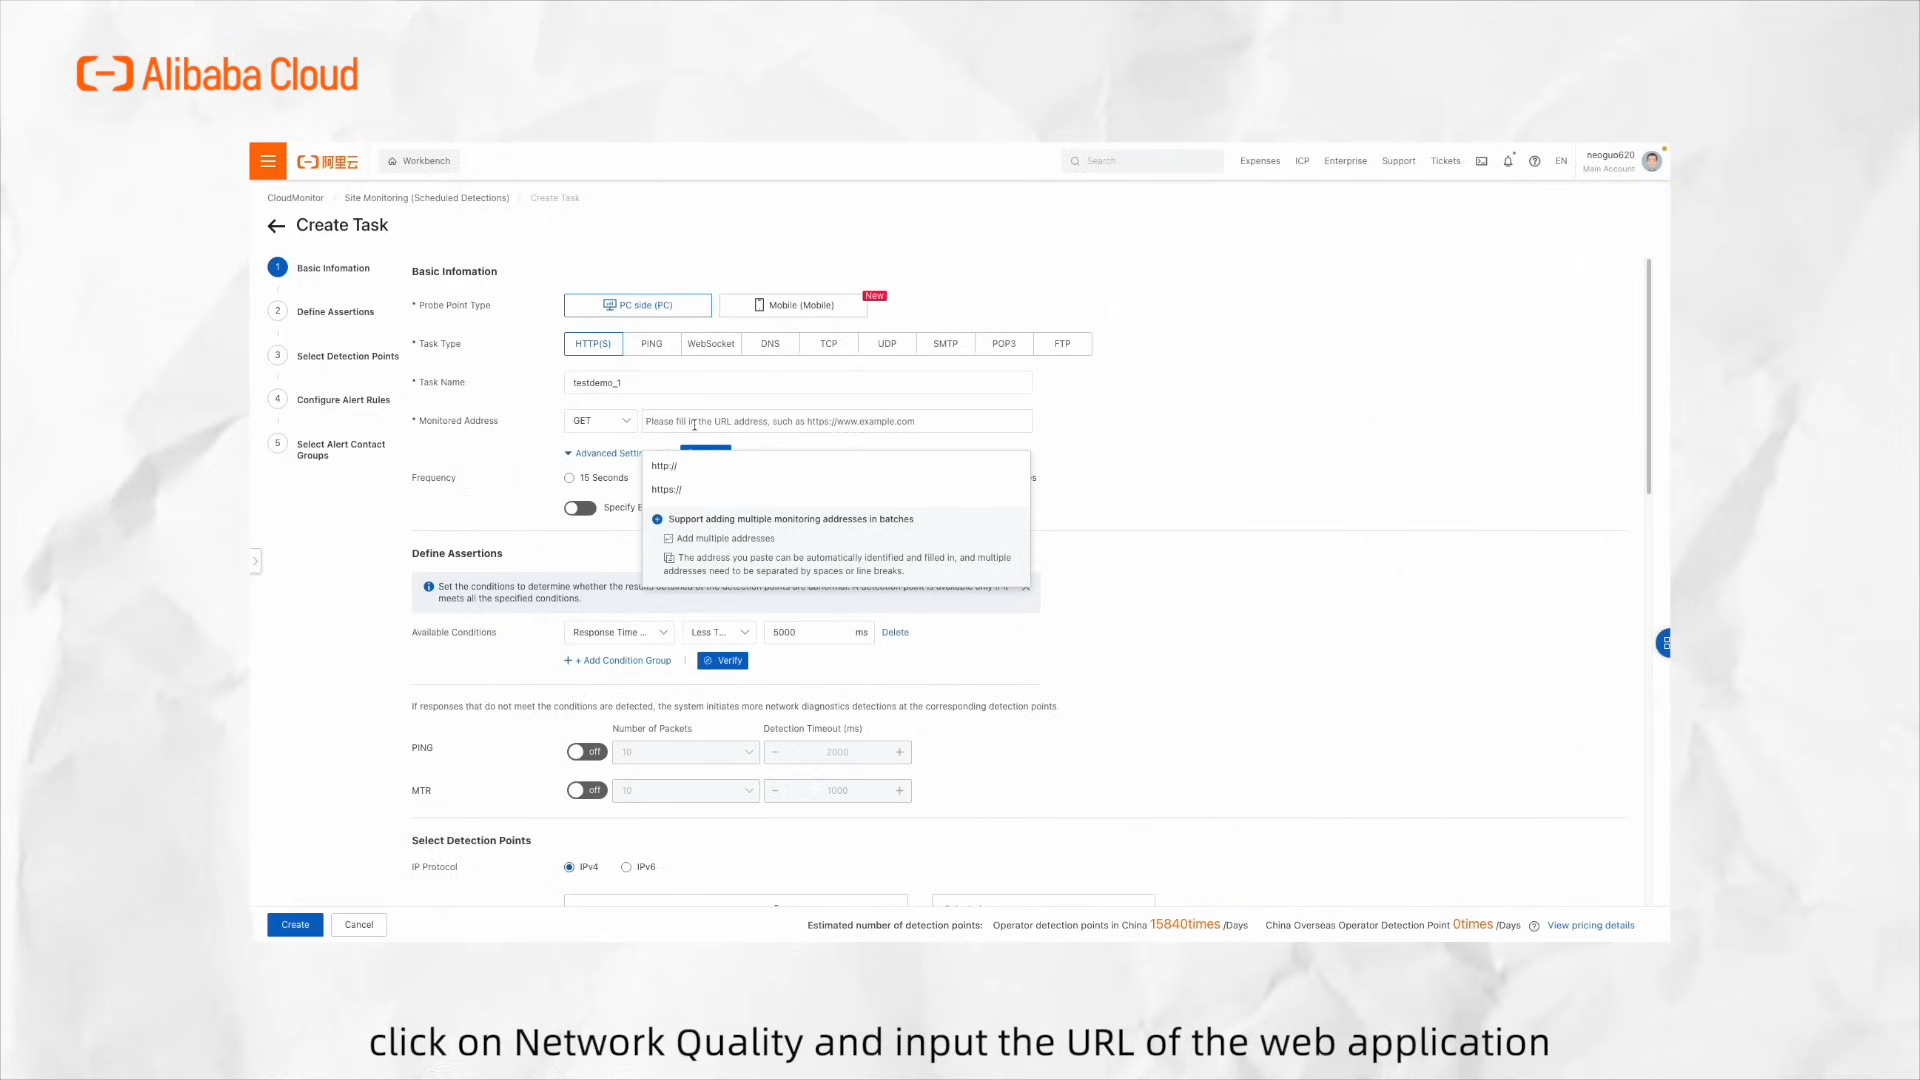 Alibaba Cloud
阿里云
Workbench
Search...
Expenses
ICP
Enterprise
Support
Tickets
EN
neoguo620
Main Account
CloudMonitor / Site Monitoring (Scheduled Detections) / Create Task
Create Task
1 Basic Infomation
2 Define Assertions
3 Select Detection Points
4 Configure Alert Rules
5 Select Alert Contact
Groups
Basic Infomation
* Probe Point Type
PC side (PC)
Mobile (Mobile)
New
* Task Type
HTTP(S)
PING
WebSocket
DNS
TCP
UDP
SMTP
POP3
FTP
* Task Name
testdemo_1
* Monitored Address
GET
Please fill in the URL address, such as https://www.example.com
Advanced Settin
http://
https://
Support adding multiple monitoring addresses in batches
Add multiple addresses
The address you paste can be automatically identified and filled in, and multiple
addresses need to be separated by spaces or line breaks.
Frequency
15 Seconds
Specify
Define Assertions
Set the conditions to determine whether the results
meets all the specified conditions.
Available Conditions
Response Time ...
Less T...
5000 ms
Delete
+ + Add Condition Group
Verify
If responses that do not meet the conditions are detected, the system initiates more network diagnostics detections at the corresponding detection points.
Number of Packets
Detection Timeout (ms)
PING
off
10
− 2000 +
MTR
off
10
− 1000 +
Select Detection Points
IP Protocol
IPv4
IPv6
Create
Cancel
Estimated number of detection points: Operator detection points in China 15840times /Days China Overseas Operator Detection Point 0times /Days View pricing details
click on Network Quality and input the URL of the web application